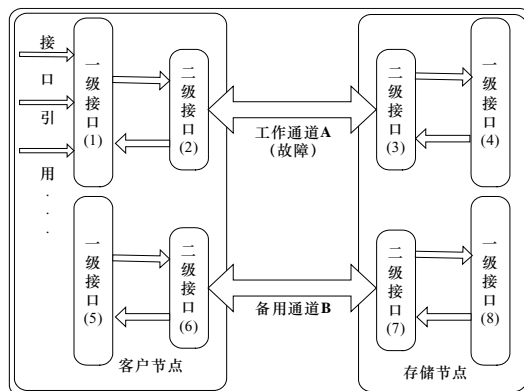 接
口
引
用
.
.
.
一级接口(1)
二级接口(2)
工作通道A
(故障)
二级接口(3)
一级接口(4)
一级接口(5)
二级接口(6)
备用通道B
二级接口(7)
一级接口(8)
客户节点
存储节点